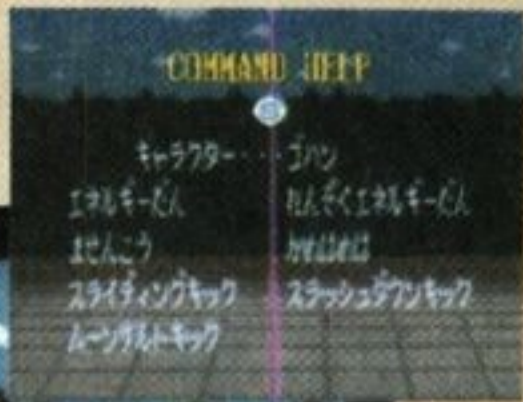 COMMAND HELP
キャラクター・・・ゴハン
エネルギーだん れんぞくエネルギーだん
ませんこう かめはめは
スライディングキック スラッシュダウンキック
ムーンサルトキック